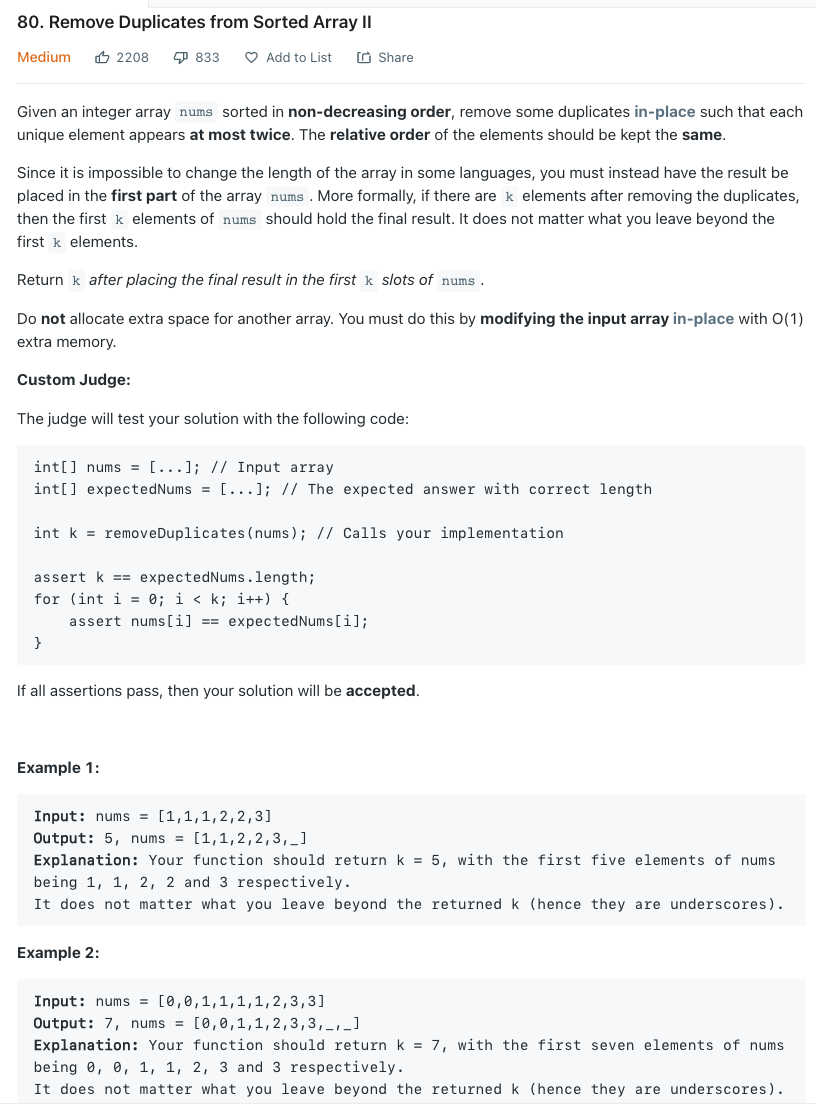 80. Remove Duplicates from Sorted Array II
Medium 2208 833 Add to List Share
Given an integer array nums sorted in non-decreasing order, remove some duplicates in-place such that each
unique element appears at most twice. The relative order of the elements should be kept the same.
Since it is impossible to change the length of the array in some languages, you must instead have the result be
placed in the first part of the array nums . More formally, if there are k elements after removing the duplicates,
then the first k elements of nums should hold the final result. It does not matter what you leave beyond the
first k elements.
Return k after placing the final result in the first k slots of nums .
Do not allocate extra space for another array. You must do this by modifying the input array in-place with O(1)
extra memory.
Custom Judge:
The judge will test your solution with the following code:
int[] nums = [...]; // Input array
int[] expectedNums = [...]; // The expected answer with correct length
int k = removeDuplicates(nums); // Calls your implementation
assert k == expectedNums.length;
for (int i = 0; i < k; i++) {
    assert nums[i] == expectedNums[i];
}
If all assertions pass, then your solution will be accepted.
Example 1:
Input: nums = [1,1,1,2,2,3]
Output: 5, nums = [1,1,2,2,3,_]
Explanation: Your function should return k = 5, with the first five elements of nums
being 1, 1, 2, 2 and 3 respectively.
It does not matter what you leave beyond the returned k (hence they are underscores).
Example 2:
Input: nums = [0,0,1,1,1,1,2,3,3]
Output: 7, nums = [0,0,1,1,2,3,3,_,_]
Explanation: Your function should return k = 7, with the first seven elements of nums
being 0, 0, 1, 1, 2, 3 and 3 respectively.
It does not matter what you leave beyond the returned k (hence they are underscores).